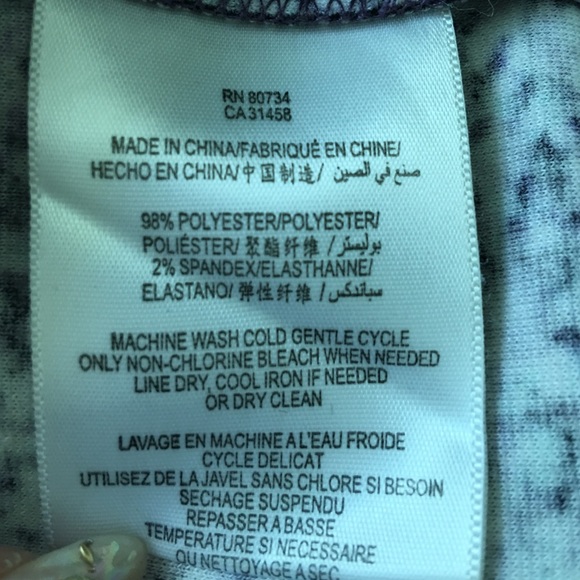 RN 80734
CA 31458
MADE IN CHINA/FABRIQUÉ EN CHINE/
HECHO EN CHINA/中国制造/ صنع في الصين
98% POLYESTER/POLYESTER/
POLIÉSTER/ 聚酯纤维 /بوليستر/
2% SPANDEX/ELASTHANNE/
ELASTANO/ 弹性纤维 /سباندكس/
MACHINE WASH COLD GENTLE CYCLE
ONLY NON-CHLORINE BLEACH WHEN NEEDED
LINE DRY, COOL IRON IF NEEDED
OR DRY CLEAN
LAVAGE EN MACHINE A L'EAU FROIDE
CYCLE DELICAT
UTILISEZ DE LA JAVEL SANS CHLORE SI BESOIN
SECHAGE SUSPENDU
REPASSER A BASSE
TEMPERATURE SI NECESSAIRE
OU NETTOYAGE A SEC